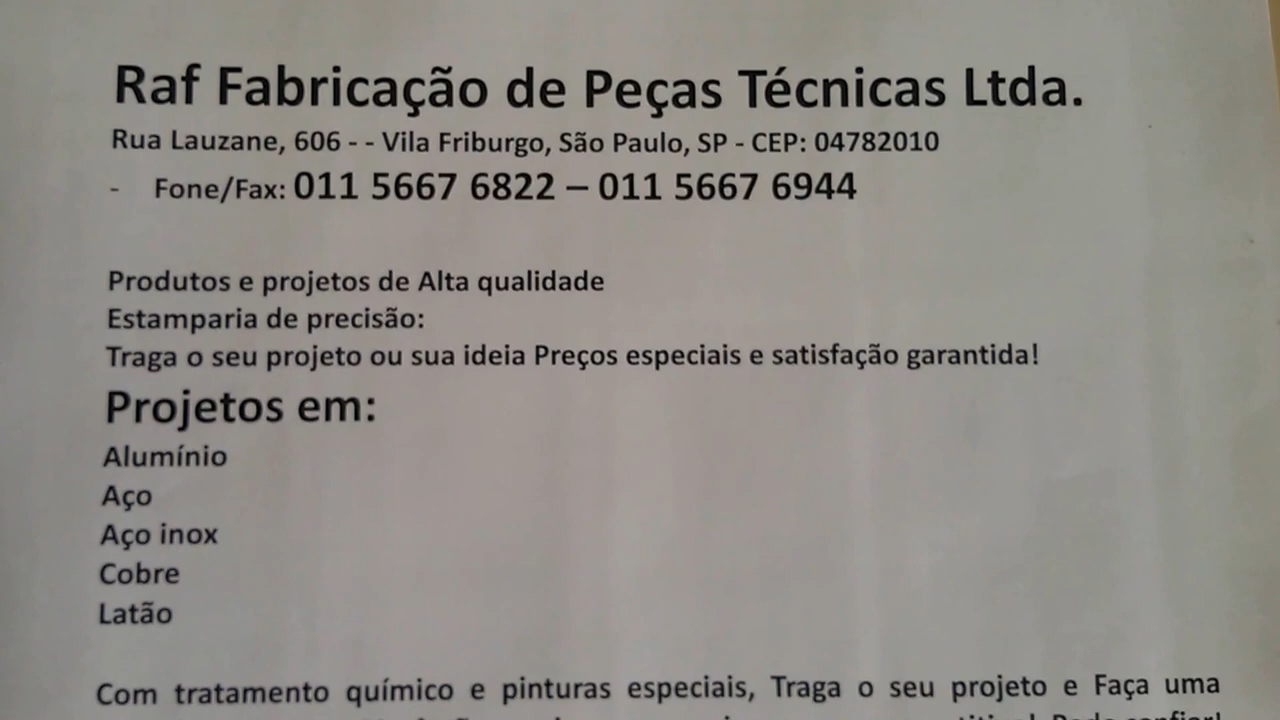 Raf Fabricação de Peças Técnicas Ltda.
Rua Lauzane, 606 - - Vila Friburgo, São Paulo, SP - CEP: 04782010
- Fone/Fax: 011 5667 6822 – 011 5667 6944
Produtos e projetos de Alta qualidade
Estamparia de precisão:
Traga o seu projeto ou sua ideia Preços especiais e satisfação garantida!
Projetos em:
Alumínio
Aço
Aço inox
Cobre
Latão
Com tratamento químico e pinturas especiais, Traga o seu projeto e Faça uma